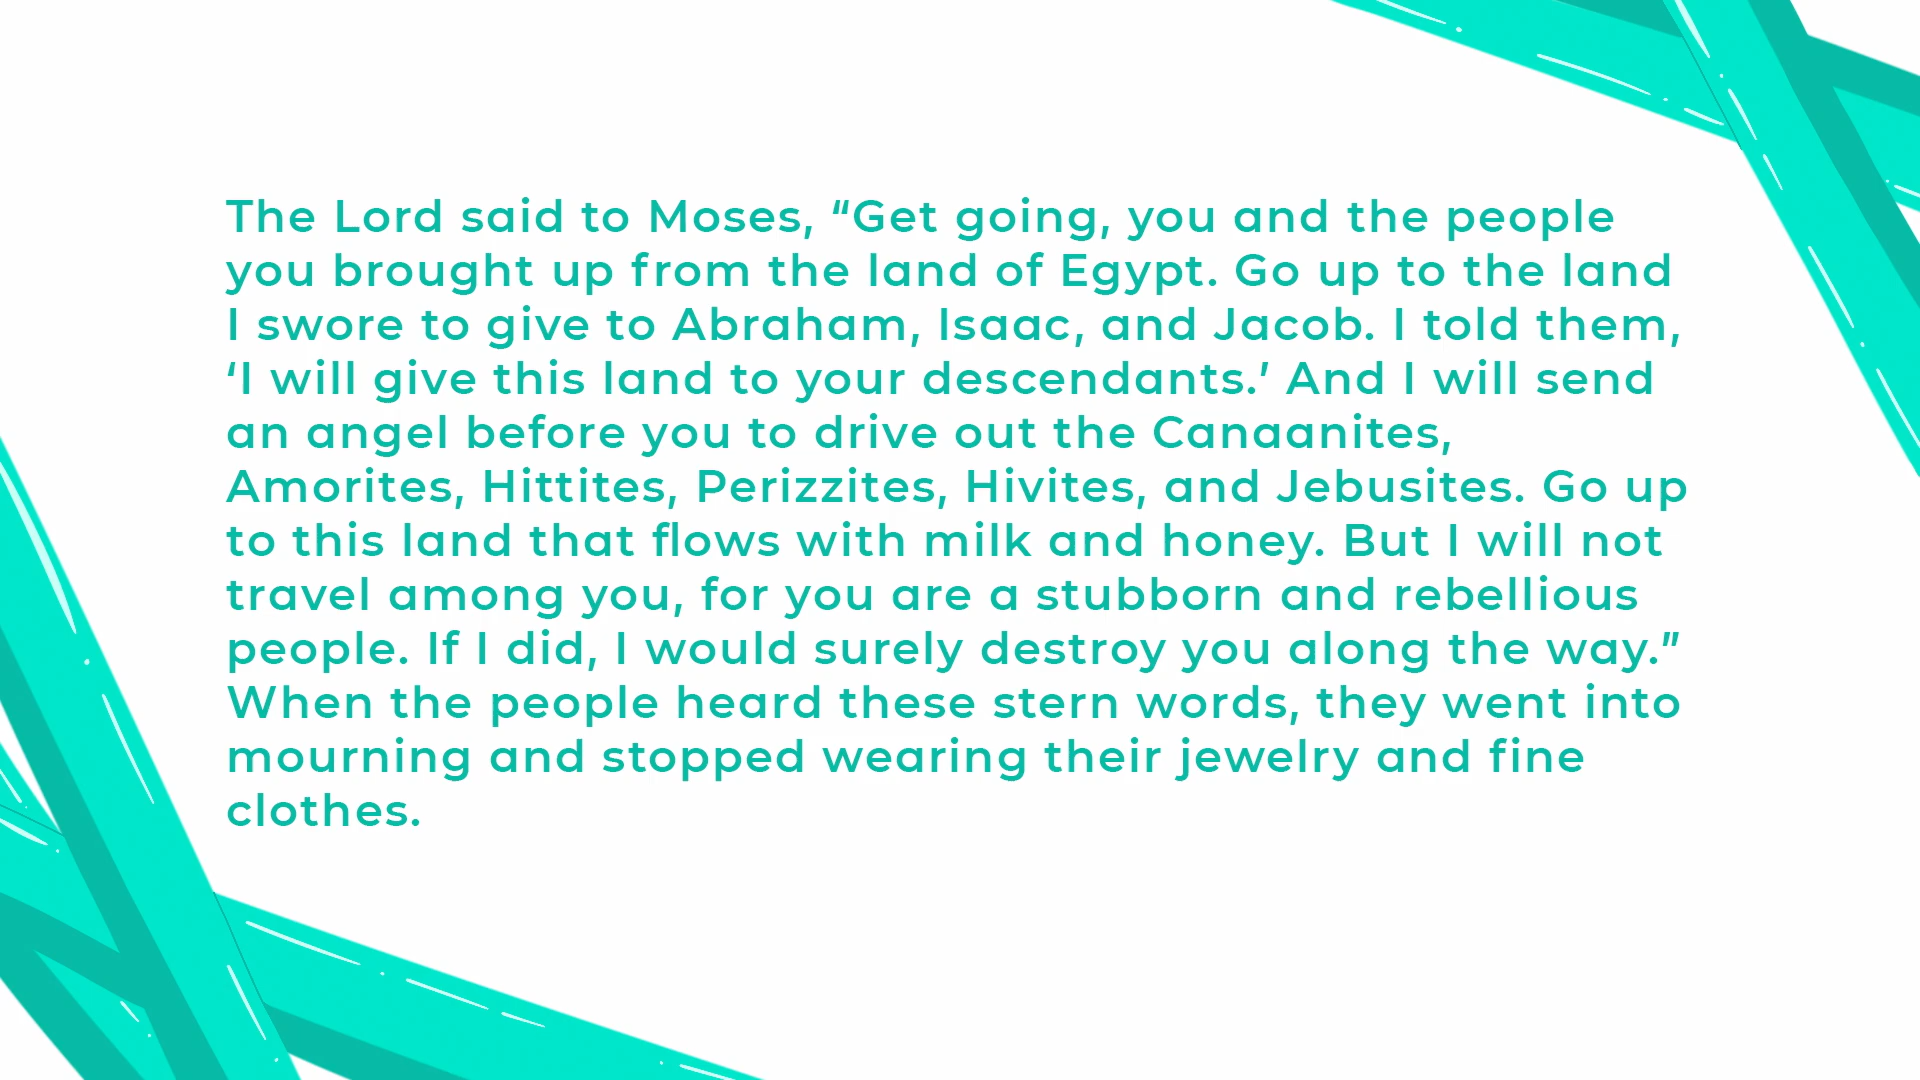 The Lord said to Moses, “Get going, you and the people
you brought up from the land of Egypt. Go up to the land
I swore to give to Abraham, Isaac, and Jacob. I told them,
‘I will give this land to your descendants.’ And I will send
an angel before you to drive out the Canaanites,
Amorites, Hittites, Perizzites, Hivites, and Jebusites. Go up
to this land that flows with milk and honey. But I will not
travel among you, for you are a stubborn and rebellious
people. If I did, I would surely destroy you along the way.”
When the people heard these stern words, they went into
mourning and stopped wearing their jewelry and fine
clothes.